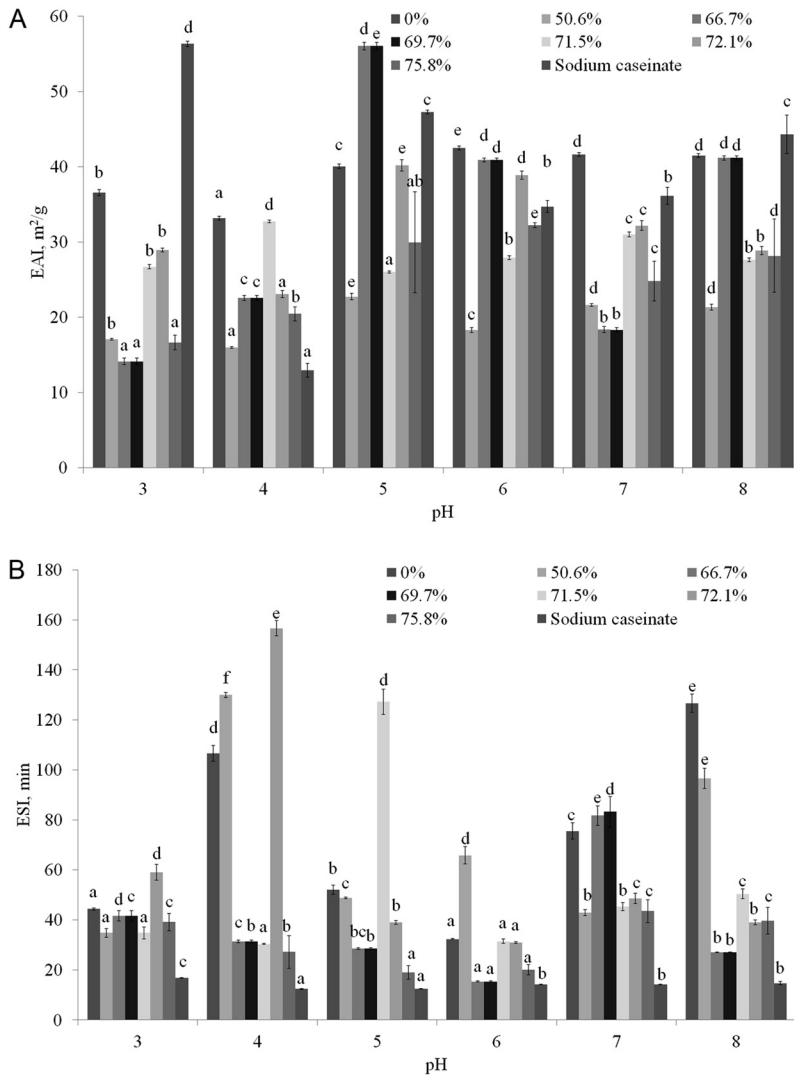 A
60
50
40
30
20
10
0
EAI, m²/g
0% 50.6% 66.7%
69.7% 71.5% 72.1%
75.8% Sodium caseinate
b b a a b b a d
a a c c d a b a
c e d e a e ab c
e c d d b d e b
d b b b c c c b
d d d d b b d c
3 4 5 6 7 8
pH
B
180
160
140
120
100
80
60
40
20
0
ESI, min
0% 50.6% 66.7%
69.7% 71.5% 72.1%
75.8% Sodium caseinate
a a d c a d c c
d f b b a e b a
b c bc b d b a a
a d a a a a a b
c b e d b c c b
e e b b c b c b
3 4 5 6 7 8
pH